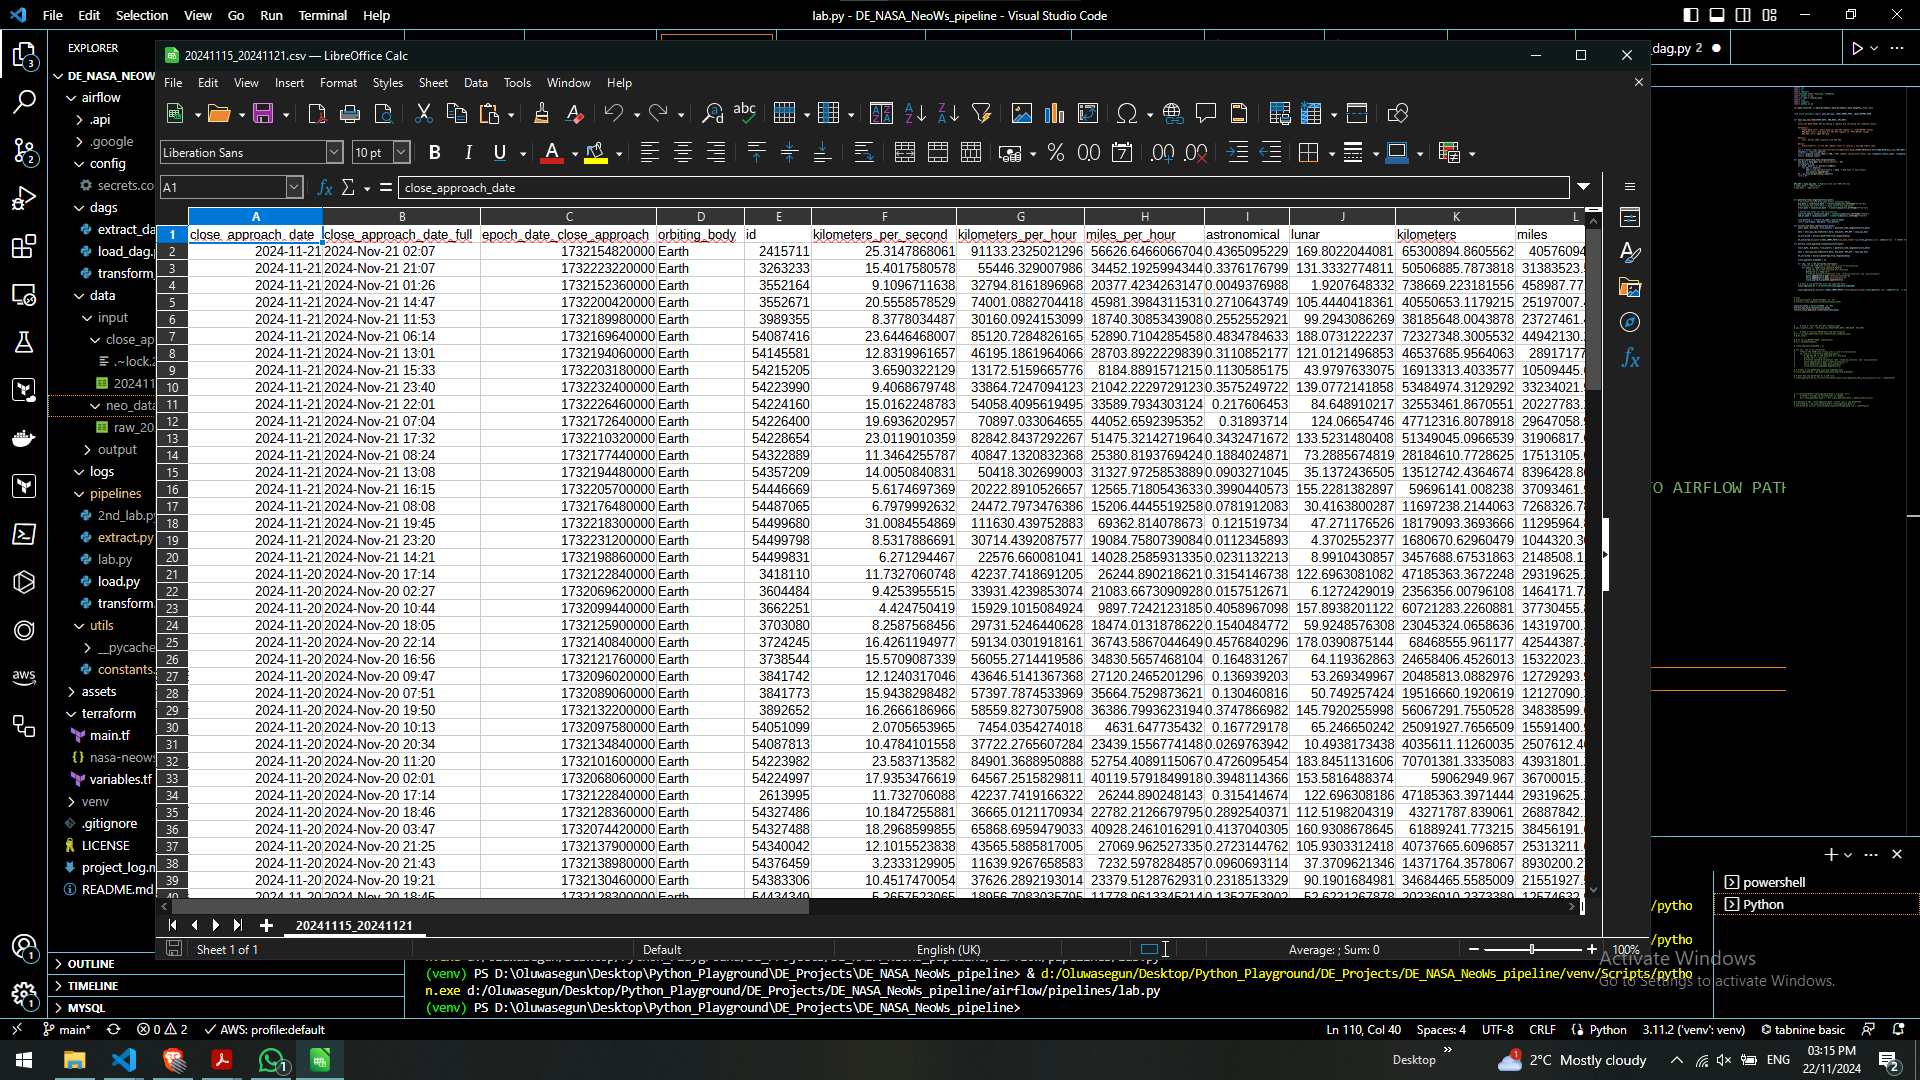 File Edit Selection View Go Run Terminal Help
lab.py - DE_NASA_NeoWs_pipeline - Visual Studio Code
EXPLORER
DE_NASA_NEOW
airflow
.api
.google
config
secrets.co
dags
extract_da
load_dag.
transform
data
input
close_ap
.~lock.2
202411
neo_data
raw_20
output
logs
pipelines
2nd_lab.py
extract.py
lab.py
load.py
transform.
utils
__pycache
constants.
assets
terraform
main.tf
nasa-neows
variables.tf
venv
.gitignore
LICENSE
project_log.m
README.md
OUTLINE
TIMELINE
MYSQL
_dag.py 2
20241115_20241121.csv — LibreOffice Calc
File Edit View Insert Format Styles Sheet Data Tools Window Help
Liberation Sans 10 pt
A1 close_approach_date
A B C D E F G H I J K L
1 close_approach_date close_approach_date_full epoch_date_close_approach orbiting_body id kilometers_per_second kilometers_per_hour miles_per_hour astronomical lunar kilometers miles
2 2024-11-21 2024-Nov-21 02:07 1732154820000 Earth 2415711 25.3147868061 91133.2325021296 56626.6466066704 0.4365095229 169.8022044081 65300894.8605562 40576094
3 2024-11-21 2024-Nov-21 21:07 1732223220000 Earth 3263233 15.4017580578 55446.329007986 34452.1925994344 0.3376176799 131.3332774811 50506885.7873818 31383523.
4 2024-11-21 2024-Nov-21 01:26 1732152360000 Earth 3552164 9.1096711638 32794.8161896968 20377.4234263147 0.0049376988 1.9207648332 738669.223181556 458987.77
5 2024-11-21 2024-Nov-21 14:47 1732200420000 Earth 3552671 20.5558578529 74001.0882704418 45981.3984311531 0.2710643749 105.4440418361 40550653.1179215 25197007.
6 2024-11-21 2024-Nov-21 11:53 1732189980000 Earth 3989355 8.3778034487 30160.0924153099 18740.3085343908 0.2552552921 99.2943086269 38185648.0043878 23727461.
7 2024-11-21 2024-Nov-21 06:14 1732169640000 Earth 54087416 23.6446468007 85120.7284826165 52890.7104285458 0.4834784633 188.0731222237 72327348.3005532 44942130.
8 2024-11-21 2024-Nov-21 13:01 1732194060000 Earth 54145581 12.8319961657 46195.1861964066 28703.8922229839 0.3110852177 121.0121496853 46537685.9564063 28917177
9 2024-11-21 2024-Nov-21 15:33 1732203180000 Earth 54215205 3.6590322129 13172.5159665776 8184.8891571215 0.1130585175 43.9797633075 16913313.4033577 10509445.
10 2024-11-21 2024-Nov-21 23:40 1732232400000 Earth 54223990 9.4068679748 33864.7247094123 21042.2229729123 0.3575249722 139.0772141858 53484974.3129292 33234021.
11 2024-11-21 2024-Nov-21 22:01 1732226460000 Earth 54224160 15.0162248783 54058.4095619495 33589.7934303124 0.217606453 84.648910217 32553461.8670551 20227783.
12 2024-11-21 2024-Nov-21 07:04 1732172640000 Earth 54226400 19.6936202957 70897.033064655 44052.6592395352 0.31893714 124.06654746 47712316.8078918 29647058.
13 2024-11-21 2024-Nov-21 17:32 1732210320000 Earth 54228654 23.0119010359 82842.8437292267 51475.3214271964 0.3432471672 133.5231480408 51349045.0966539 31906817.
14 2024-11-21 2024-Nov-21 08:24 1732177440000 Earth 54322889 11.3464255787 40847.1320832368 25380.8193769424 0.1884024871 73.2885674819 28184610.7728625 17513105.
15 2024-11-21 2024-Nov-21 13:08 1732194480000 Earth 54357209 14.0050840831 50418.302699003 31327.9725853889 0.0903271045 35.1372436505 13512742.4364674 8396428.8
16 2024-11-21 2024-Nov-21 16:15 1732205700000 Earth 54446669 5.6174697369 20222.8910526657 12565.7180543633 0.3990440573 155.2281382897 59696141.008238 37093461.
17 2024-11-21 2024-Nov-21 08:08 1732176480000 Earth 54487065 6.7979992632 24472.7973476386 15206.4445519258 0.0781912083 30.4163800287 11697238.2144063 7268326.7
18 2024-11-21 2024-Nov-21 19:45 1732218300000 Earth 54499680 31.0084554869 111630.439752883 69362.814078673 0.121519734 47.271176526 18179093.3693666 11295964.
19 2024-11-21 2024-Nov-21 23:20 1732231200000 Earth 54499798 8.5317886691 30714.4392087577 19084.7580739164 0.0112345893 4.3702552377 1680670.62960479 1044320.3
20 2024-11-21 2024-Nov-21 14:21 1732198860000 Earth 54499831 6.271294467 22576.660081041 14028.2585931335 0.0231132213 8.9910430857 3457688.67531863 2148508.1
21 2024-11-20 2024-Nov-20 17:14 1732122840000 Earth 3418110 11.7327060748 42237.7418691205 26244.890218621 0.3154146738 122.6963081082 47185363.3672248 29319625.
22 2024-11-20 2024-Nov-20 02:27 1732069620000 Earth 3604484 9.4253955515 33931.4239853074 21083.6673090928 0.0157512671 6.1272429019 2356356.00796108 1464171.7
23 2024-11-20 2024-Nov-20 10:44 1732099440000 Earth 3662251 4.424750419 15929.1015084924 9897.7242123185 0.4058967098 157.8938201122 60721283.2260881 37730455.
24 2024-11-20 2024-Nov-20 18:05 1732125900000 Earth 3703080 8.2587568456 29731.5246440628 18474.0131878622 0.1540484772 59.9248576308 23045324.0658636 14319700.
25 2024-11-20 2024-Nov-20 22:14 1732140840000 Earth 3724245 16.4261194977 59134.0301918161 36743.5867044649 0.4576840296 178.0390875144 68468555.961177 42544387.
26 2024-11-20 2024-Nov-20 16:56 1732121760000 Earth 3738544 15.5709087339 56055.2714419586 34830.5657468104 0.164831267 64.119362863 24658406.4526013 15322023.
27 2024-11-20 2024-Nov-20 09:47 1732096020000 Earth 3841742 12.1240317046 43646.5141367368 27120.2465201296 0.136939203 53.269349967 20485813.0882976 12729293.
28 2024-11-20 2024-Nov-20 07:51 1732089060000 Earth 3841773 15.9438298482 57397.7874533969 35664.7529873621 0.130460816 50.749257424 19516660.1920619 12127090.
29 2024-11-20 2024-Nov-20 19:50 1732132200000 Earth 3892652 16.2666186966 58559.8273075908 36386.7993623194 0.3747866982 145.7920255998 56067291.7550528 34838599.
30 2024-11-20 2024-Nov-20 10:13 1732097580000 Earth 54051099 2.0705653965 7454.0354274018 4631.647735432 0.167729178 65.246650242 25091927.7656509 15591400.
31 2024-11-20 2024-Nov-20 20:34 1732134840000 Earth 54087813 10.4784101558 37722.2765607284 23439.1556774148 0.0269763942 10.4938173438 4035611.11260035 2507612.4
32 2024-11-20 2024-Nov-20 11:20 1732101600000 Earth 54223982 23.583713582 84901.3688950888 52754.4089115067 0.4726095454 183.8451131606 70701381.3335083 43931801.
33 2024-11-20 2024-Nov-20 02:01 1732068060000 Earth 54224997 17.9353476619 64567.2515829811 40119.5791849918 0.3948114366 153.5816488374 59062949.967 36700015.
34 2024-11-20 2024-Nov-20 17:14 1732122840000 Earth 2613995 11.732706088 42237.7419166322 26244.890248143 0.315414674 122.696308186 47185363.3971444 29319625.
35 2024-11-20 2024-Nov-20 18:46 1732128360000 Earth 54327486 10.1847255881 36665.0121170934 22782.2126679795 0.2892540371 112.5198204319 43271787.839061 26887842.
36 2024-11-20 2024-Nov-20 03:47 1732074420000 Earth 54327488 18.2968599855 65868.6959479033 40928.2461016291 0.4137040305 160.9308678645 61889241.773215 38456191.
37 2024-11-20 2024-Nov-20 21:25 1732137900000 Earth 54340042 12.1015523838 43565.5885817005 27069.962527335 0.2723144762 105.9303312418 40737665.6096857 25313211.
38 2024-11-20 2024-Nov-20 21:43 1732138980000 Earth 54376459 3.2333129905 11639.9267658583 7232.5978284857 0.0960693114 37.3709621346 14371764.3578067 8930200.2
39 2024-11-20 2024-Nov-20 19:21 1732130460000 Earth 54383306 10.4517470054 37626.2892193014 23379.5128762931 0.2318513329 90.1901684981 34684465.5585009 21551927.
20241115_20241121
Sheet 1 of 1 Default English (UK) Average: ; Sum: 0 100%
TO AIRFLOW PATH
powershell
Python
/pytho
/pytho
(venv) PS D:\Oluwasegun\Desktop\Python_Playground\DE_Projects\DE_NASA_NeoWs_pipeline> & d:/Oluwasegun/Desktop/Python_Playground/DE_Projects/DE_NASA_NeoWs_pipeline/venv/Scripts/pytho
n.exe d:/Oluwasegun/Desktop/Python_Playground/DE_Projects/DE_NASA_NeoWs_pipeline/airflow/pipelines/lab.py
(venv) PS D:\Oluwasegun\Desktop\Python_Playground\DE_Projects\DE_NASA_NeoWs_pipeline>
Activate Windows
Go to Settings to activate Windows.
main* 0 2 AWS: profile:default Ln 110, Col 40 Spaces: 4 UTF-8 CRLF Python 3.11.2 ('venv': venv) tabnine basic
Desktop 2°C Mostly cloudy ENG 03:15 PM
22/11/2024